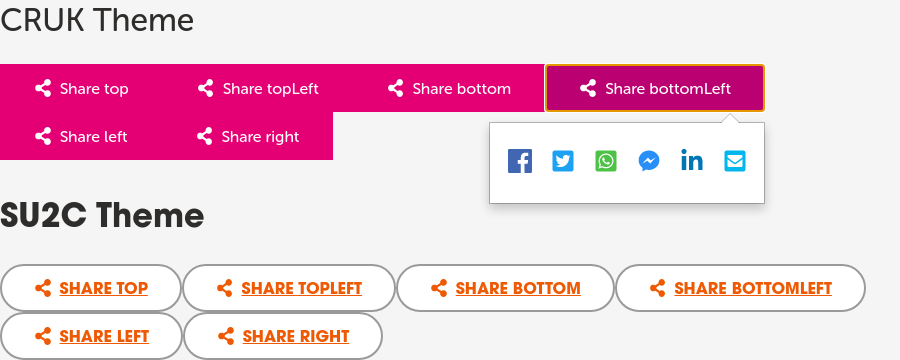 CRUK Theme
Share top Share topLeft Share bottom Share bottomLeft
Share left Share right
SU2C Theme
SHARE TOP SHARE TOPLEFT SHARE BOTTOM SHARE BOTTOMLEFT
SHARE LEFT SHARE RIGHT